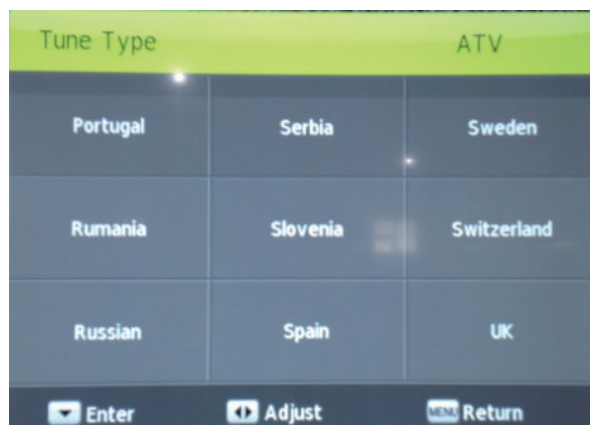 Tune Type ATV
Portugal Serbia Sweden
Rumania Slovenia Switzerland
Russian Spain UK
Enter Adjust MENU Return